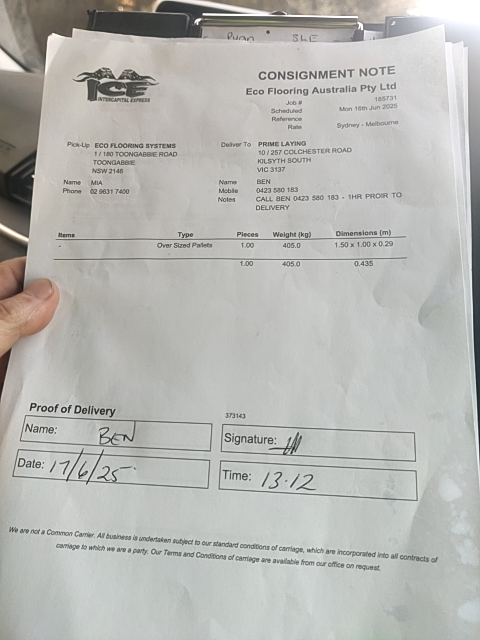 Ryan SLE
ICE
INTERCAPITAL EXPRESS
CONSIGNMENT NOTE
Eco Flooring Australia Pty Ltd
Job # 185731
Scheduled Mon 16th Jun 2025
Reference
Rate Sydney - Melbourne
Pick-Up ECO FLOORING SYSTEMS
1 / 180 TOONGABBIE ROAD
TOONGABBIE
NSW 2146
Name MIA
Phone 02 9631 7400
Deliver To PRIME LAYING
10 / 257 COLCHESTER ROAD
KILSYTH SOUTH
VIC 3137
Name BEN
Mobile 0423 580 183
Notes CALL BEN 0423 580 183 - 1HR PROIR TO
DELIVERY
Items Type Pieces Weight (kg) Dimensions (m)
- Over Sized Pallets 1.00 405.0 1.50 x 1.00 x 0.29
1.00 405.0 0.435
Proof of Delivery
373143
Name: BEN
Signature:
Date: 17/6/25
Time: 13.12
We are not a Common Carrier. All business is undertaken subject to our standard conditions of carriage, which are incorporated into all contracts of
carriage to which we are a party. Our Terms and Conditions of carriage are available from our office on request.